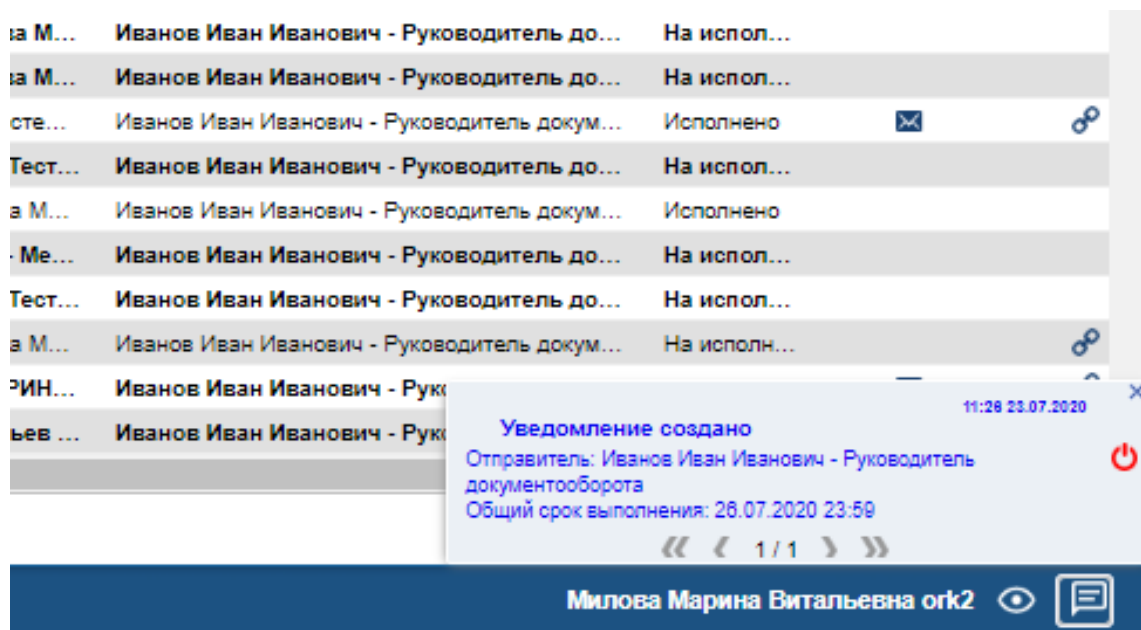 ва М... Иванов Иван Иванович - Руководитель до... На испол...
ва М... Иванов Иван Иванович - Руководитель до... На испол...
сте... Иванов Иван Иванович - Руководитель докум... Исполнено
Тест... Иванов Иван Иванович - Руководитель до... На испол...
а М... Иванов Иван Иванович - Руководитель докум... Исполнено
- Ме... Иванов Иван Иванович - Руководитель до... На испол...
Тест... Иванов Иван Иванович - Руководитель до... На испол...
а М... Иванов Иван Иванович - Руководитель докум... На исполн...
РИН... Иванов Иван Иванович - Рук
ьев ... Иванов Иван Иванович - Рук
11:26 23.07.2020
Уведомление создано
Отправитель: Иванов Иван Иванович - Руководитель
документооборота
Общий срок выполнения: 26.07.2020 23:59
1 / 1
Милова Марина Витальевна ork2